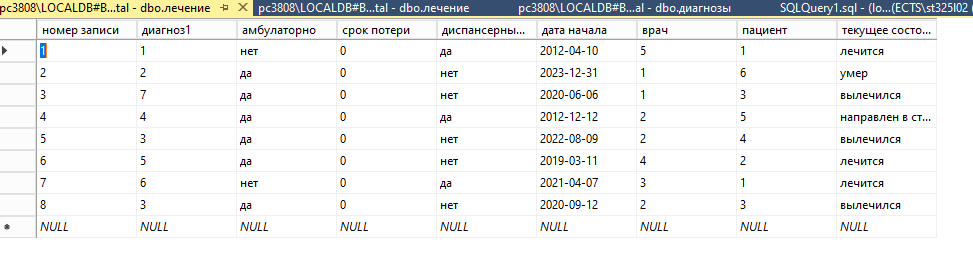 pc3808\LOCALDB#B...tal - dbo.лечение pc3808\LOCALDB#B...tal - dbo.лечение pc3808\LOCALDB#B...al - dbo.диагнозы SQLQuery1.sql - (lo...(ECTS\st325l02 (
номер записи диагноз1 амбулаторно срок потери диспансерны... дата начала врач пациент текущее состо...
1 1 нет 0 да 2012-04-10 5 1 лечится
2 2 да 0 нет 2023-12-31 1 6 умер
3 7 да 0 нет 2020-06-06 1 3 вылечился
4 4 да 0 да 2012-12-12 2 5 направлен в ст...
5 3 да 0 нет 2022-08-09 2 4 вылечился
6 5 да 0 нет 2019-03-11 4 2 лечится
7 6 нет 0 да 2021-04-07 3 1 лечится
8 3 да 0 нет 2020-09-12 2 3 вылечился
NULL NULL NULL NULL NULL NULL NULL NULL NULL